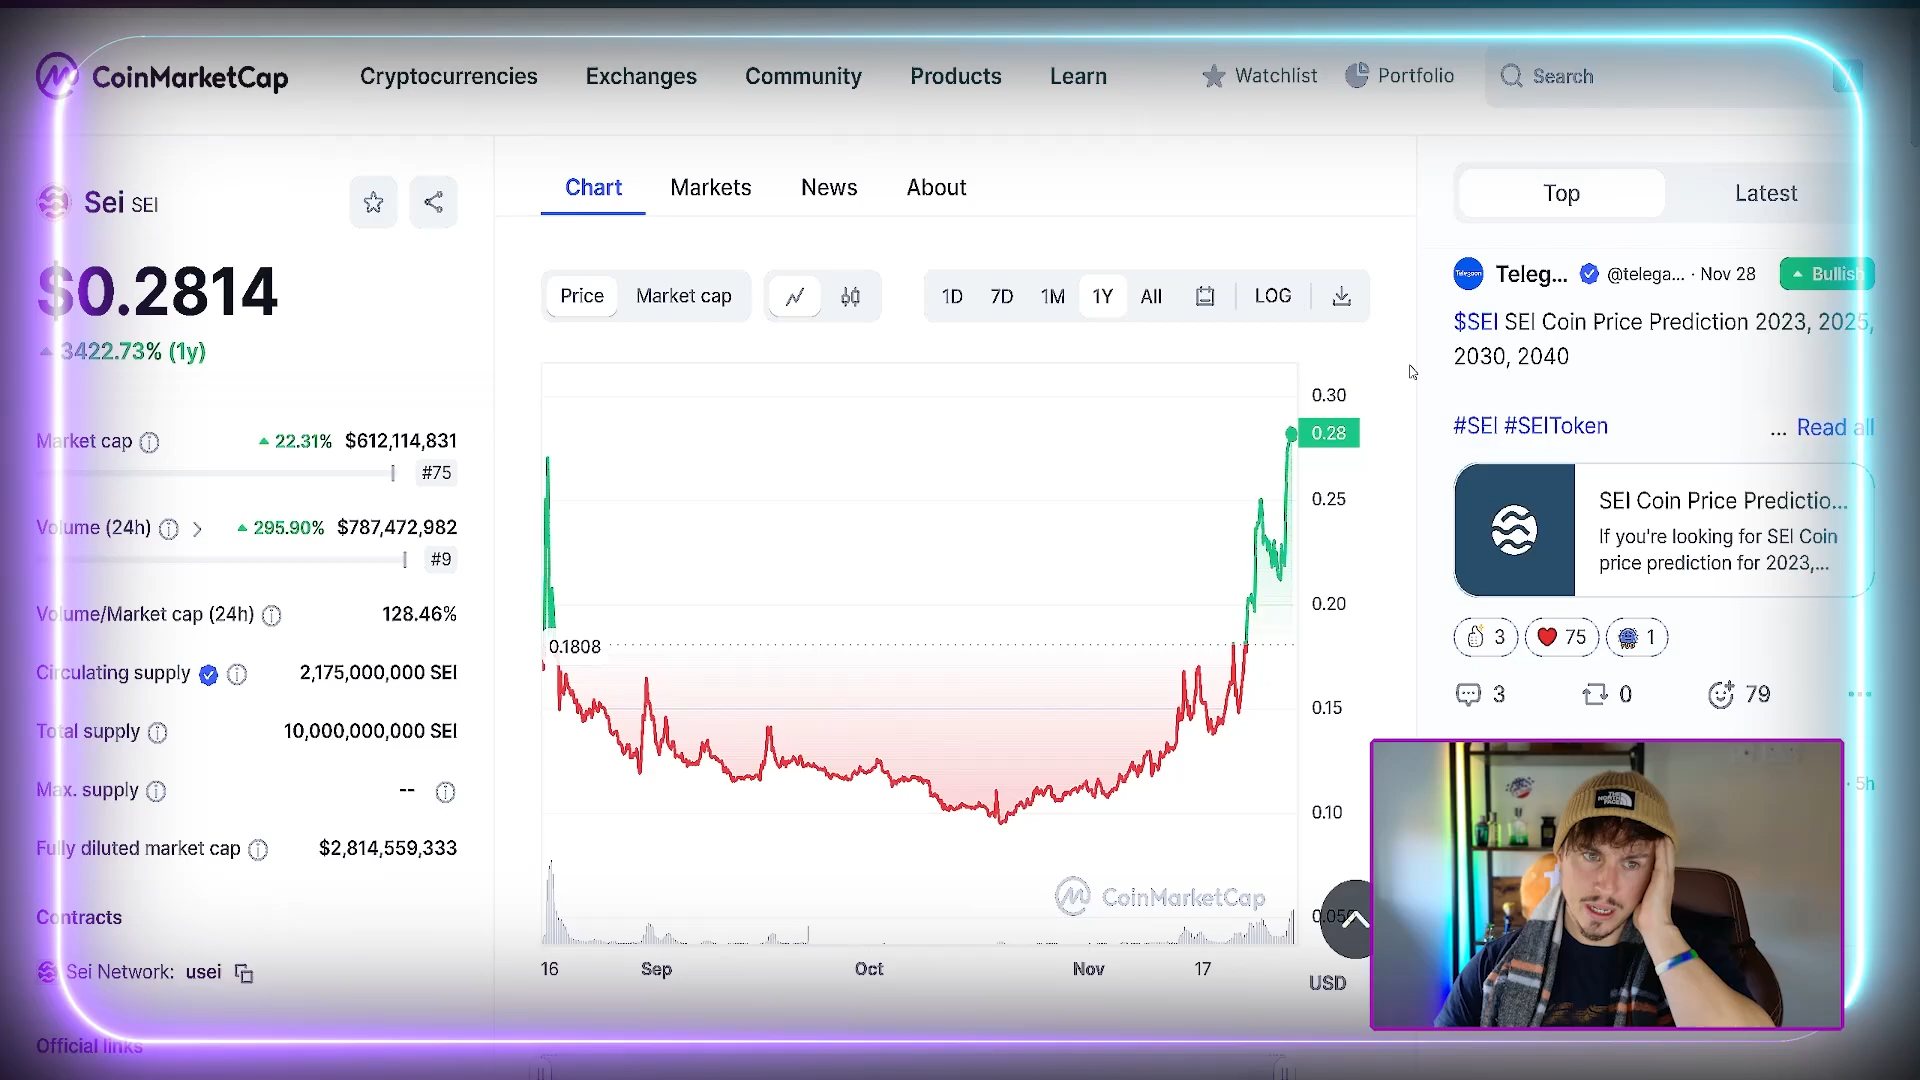 CoinMarketCap
Cryptocurrencies
Exchanges
Community
Products
Learn
Watchlist
Portfolio
Search
Sei SEI
$0.2814
3422.73% (1y)
Market cap
22.31% $612,114,831
#75
Volume (24h)
295.90% $787,472,982
#9
Volume/Market cap (24h)
128.46%
Circulating supply
2,175,000,000 SEI
Total supply
10,000,000,000 SEI
Max. supply
--
Fully diluted market cap
$2,814,559,333
Contracts
Sei Network: usei
Official links
Chart
Markets
News
About
Price
Market cap
1D
7D
1M
1Y
All
LOG
0.30
0.28
0.25
0.20
0.1808
0.15
0.10
CoinMarketCap
16
Sep
Oct
Nov
17
USD
Top
Latest
Teleg... @telega... · Nov 28
Bullish
$SEI SEI Coin Price Prediction 2023, 2025,
2030, 2040
#SEI #SEIToken
... Read all
SEI Coin Price Predictio...
If you're looking for SEI Coin
price prediction for 2023,...
3
75
1
3
0
79
· 5h
THE
NORTH
FACE